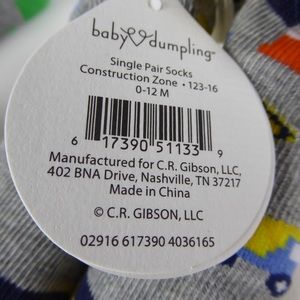 baby dumpling™
Single Pair Socks
Construction Zone • 123-16
0-12 M
6 17390 51133 9
Manufactured for C.R. Gibson, LLC,
402 BNA Drive, Nashville, TN 37217
Made in China
© C.R. GIBSON, LLC
02916 617390 4036165